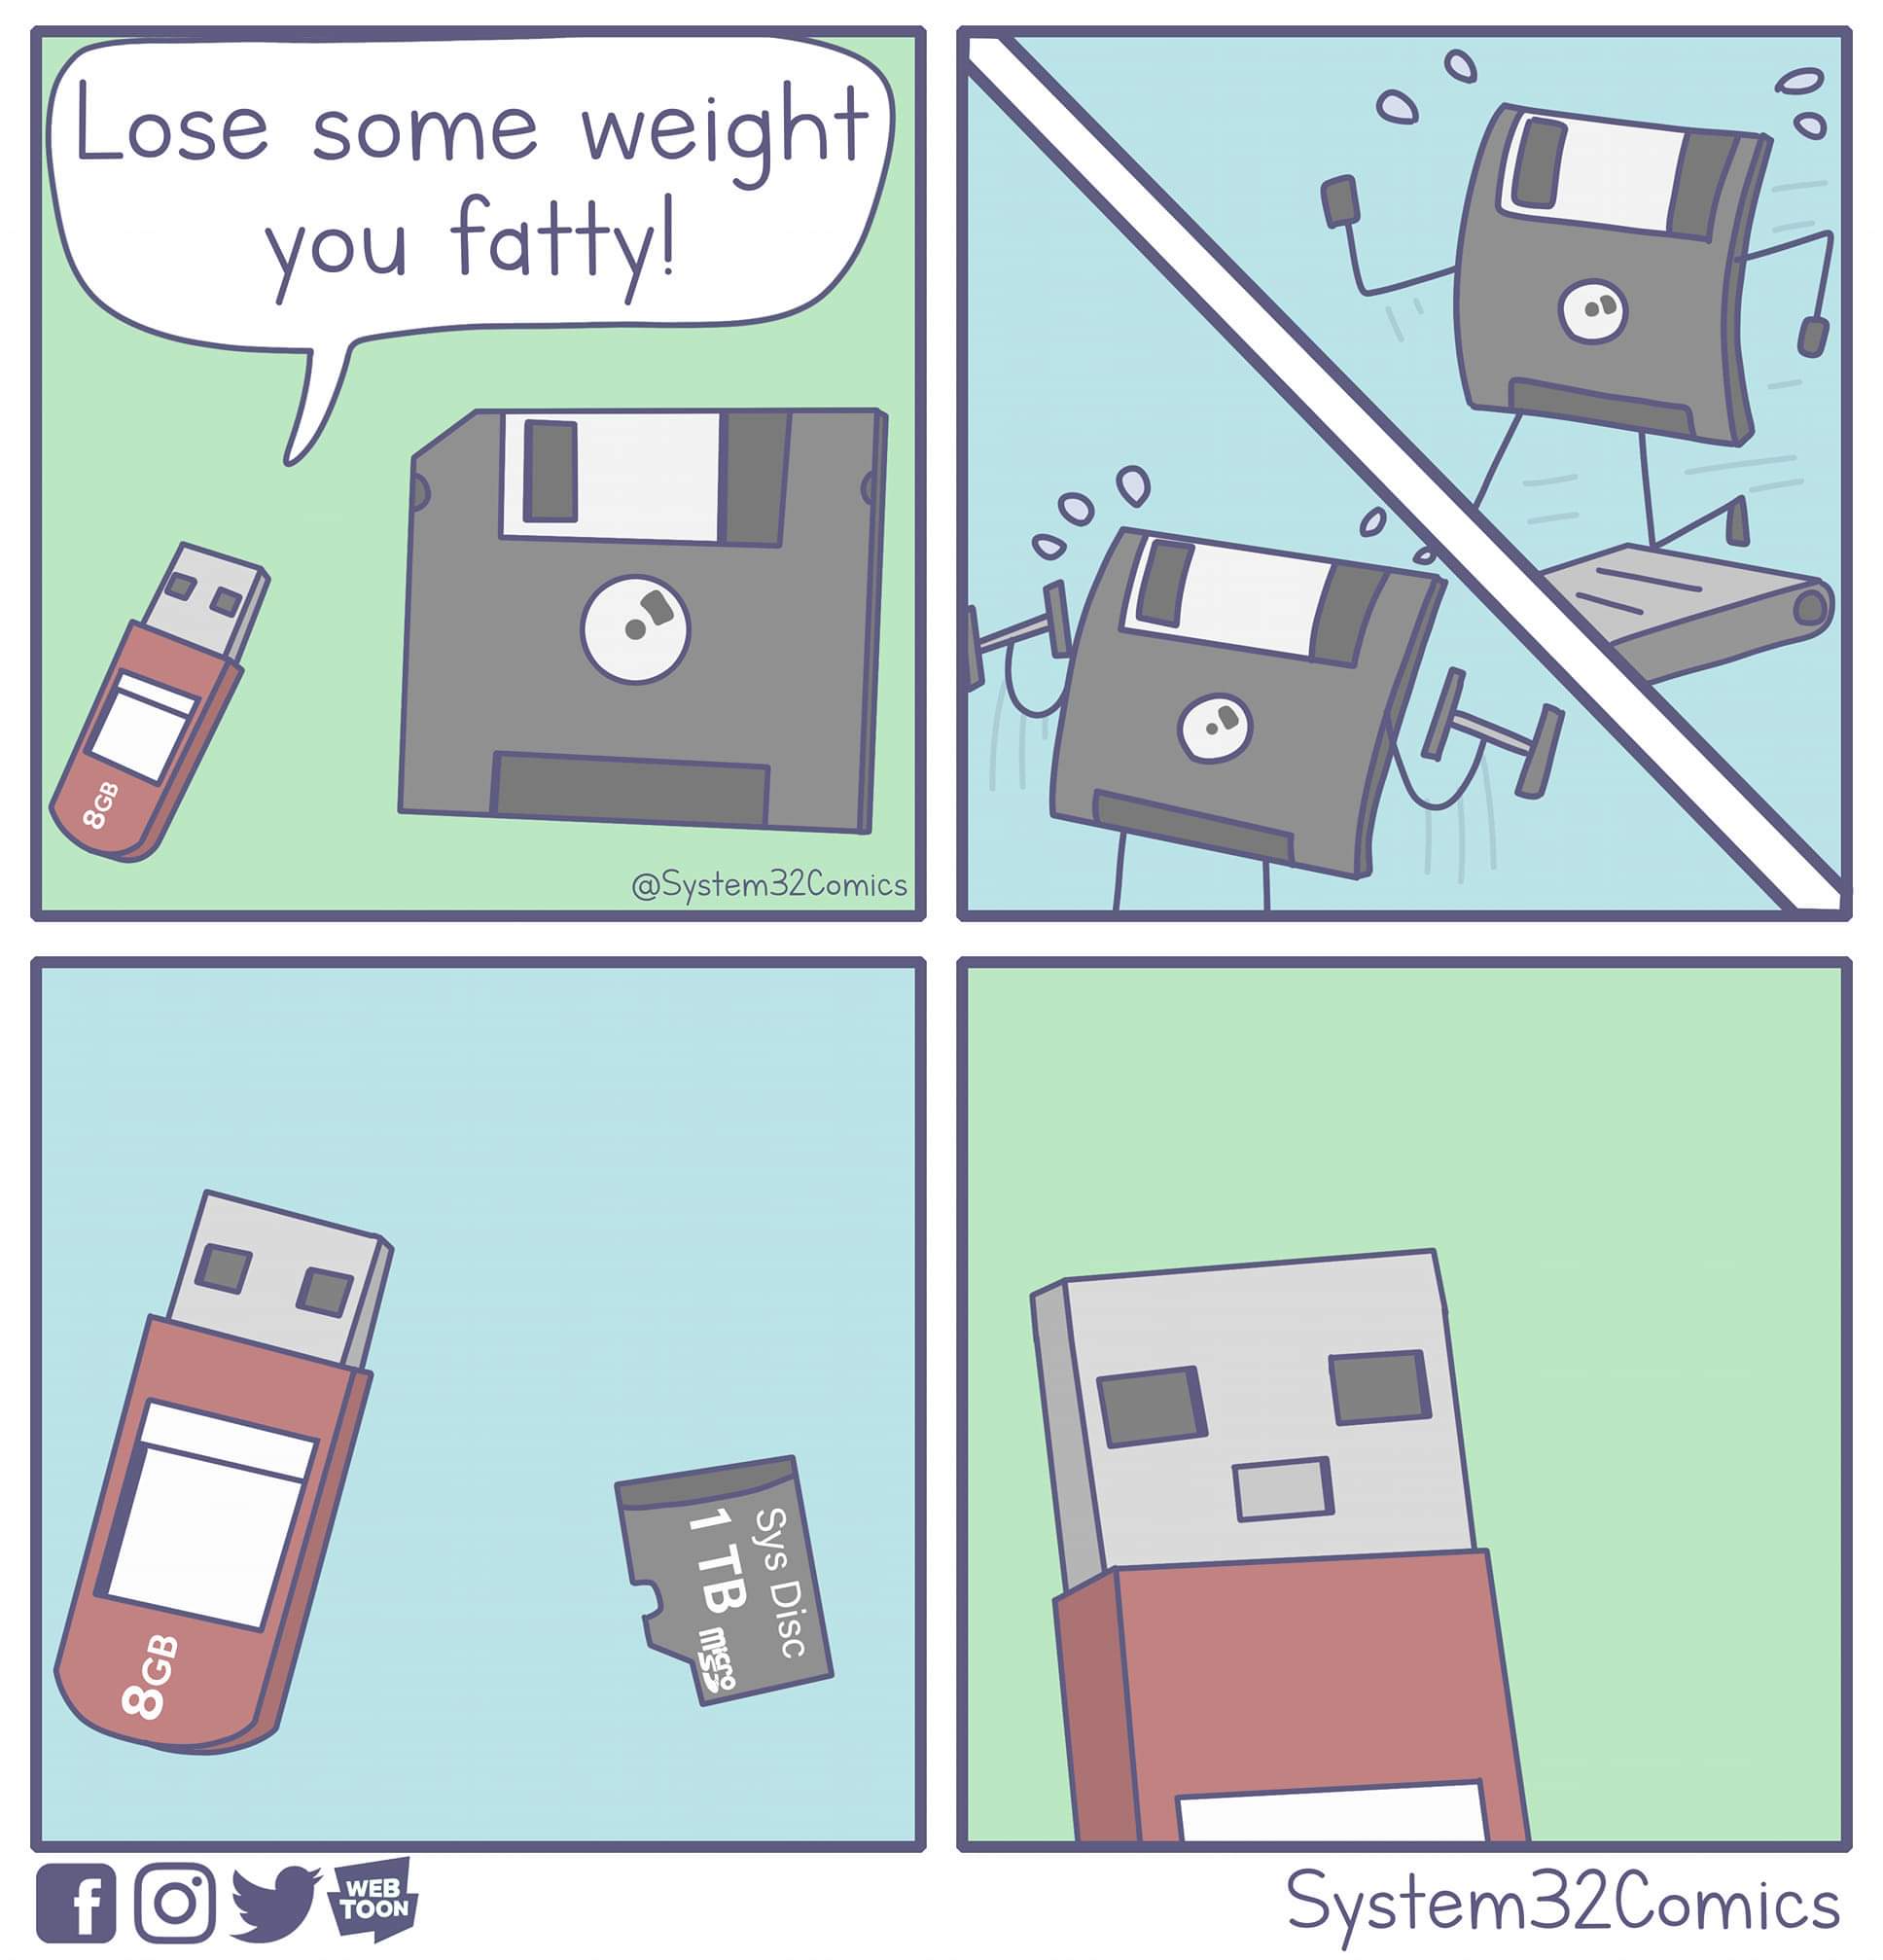 Lose some weight
you fatty!
8GB
@System32Comics
8GB
Sys Disc
1 TB
micro
f
WEB
TOON
System32Comics